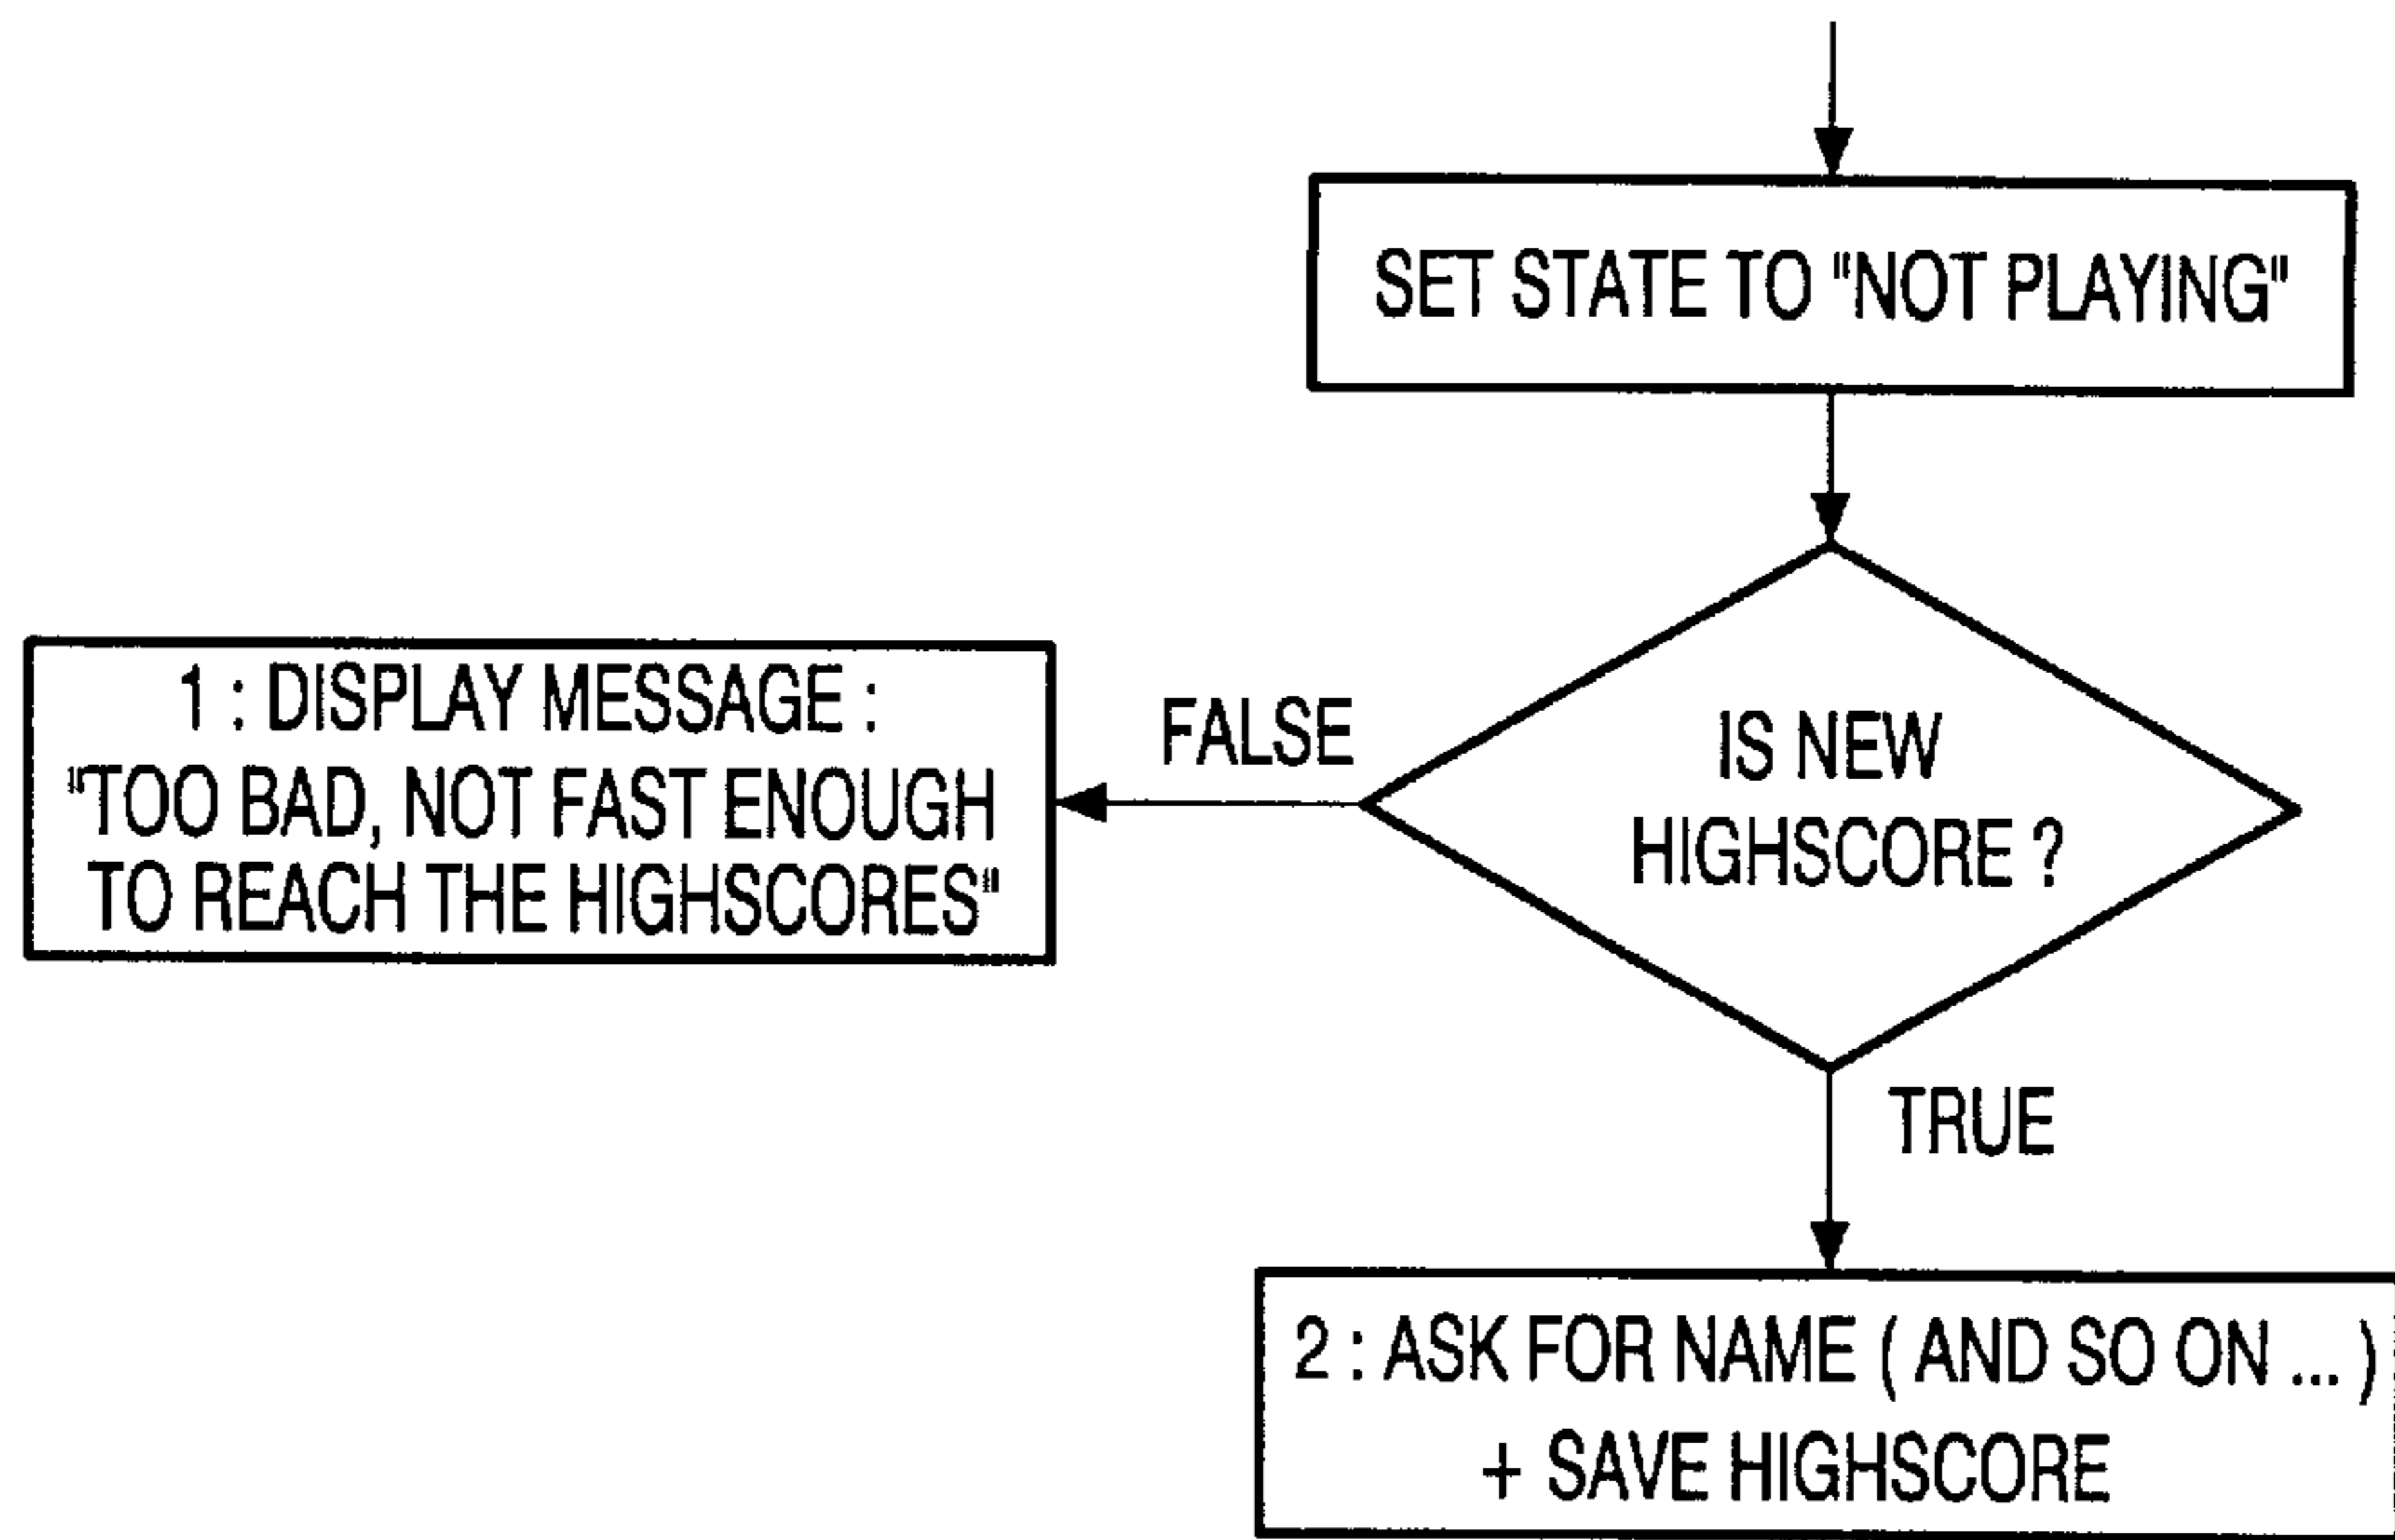 SET STATE TO "NOT PLAYING"
1 : DISPLAY MESSAGE :
"TOO BAD, NOT FAST ENOUGH
TO REACH THE HIGHSCORES"
FALSE
IS NEW
HIGHSCORE ?
TRUE
2 : ASK FOR NAME ( AND SO ON ... )
+ SAVE HIGHSCORE